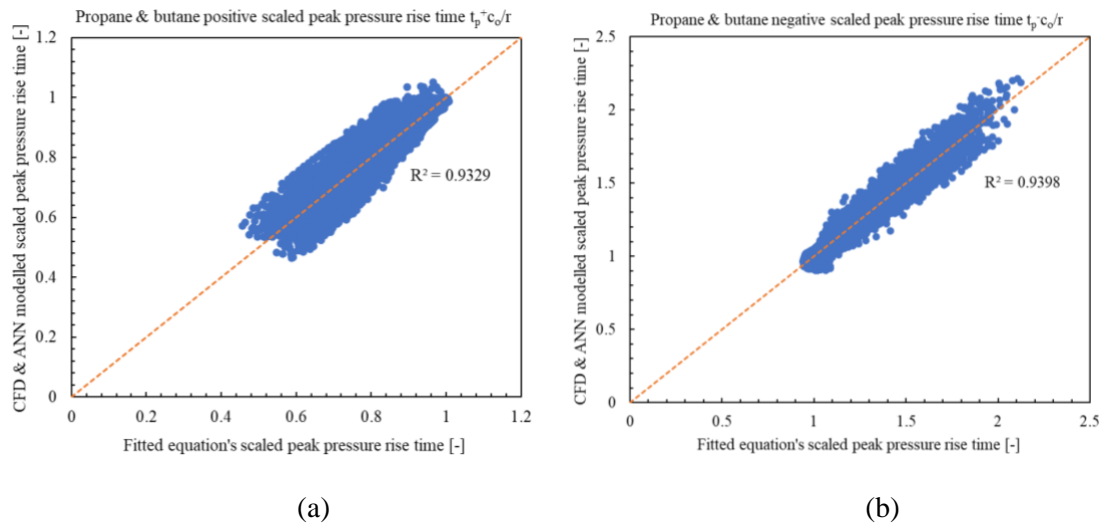 Propane & butane positive scaled peak pressure rise time tp⁺co/r
CFD & ANN modelled scaled peak pressure rise time [-]
1.2
1
0.8
0.6
0.4
0.2
0
R² = 0.9329
0 0.2 0.4 0.6 0.8 1 1.2
Fitted equation's scaled peak pressure rise time [-]
(a)
Propane & butane negative scaled peak pressure rise time tp⁻co/r
CFD & ANN modelled scaled peak pressure rise time [-]
2.5
2
1.5
1
0.5
0
R² = 0.9398
0 0.5 1 1.5 2 2.5
Fitted equation's scaled peak pressure rise time [-]
(b)